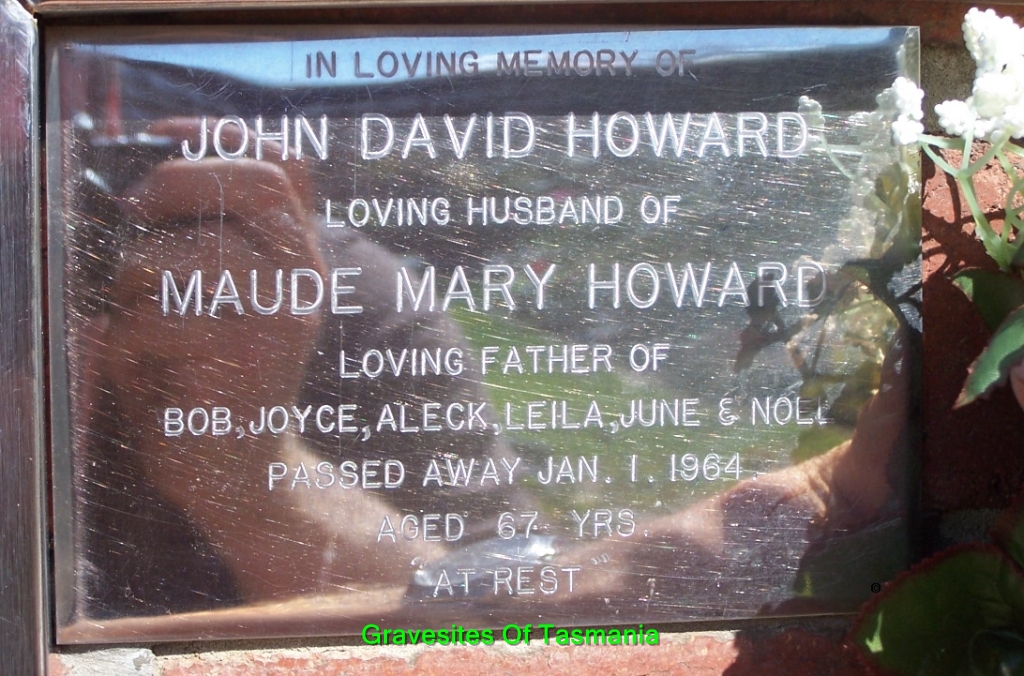 IN LOVING MEMORY OF
JOHN DAVID HOWARD
LOVING HUSBAND OF
MAUDE MARY HOWARD
LOVING FATHER OF
BOB, JOYCE, ALECK, LEILA, JUNE & NOEL
PASSED AWAY JAN. 1. 1964
AGED 67 YRS.
"AT REST"
©
Gravesites Of Tasmania